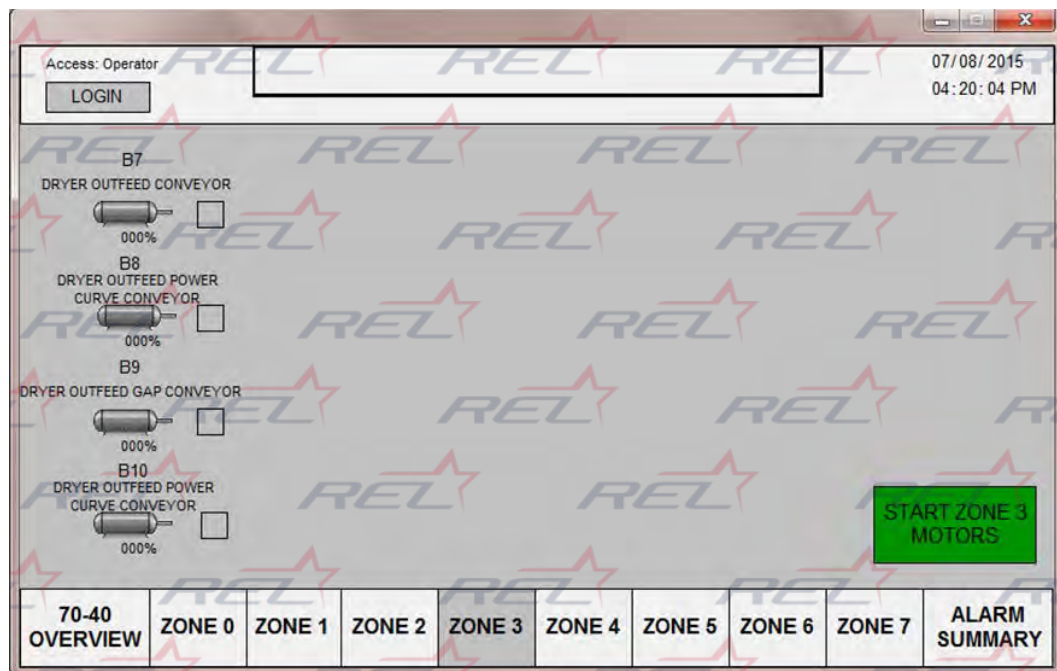 Access: Operator
LOGIN
07/08/2015
04:20:04 PM
B7
DRYER OUTFEED CONVEYOR
000%
B8
DRYER OUTFEED POWER
CURVE CONVEYOR
000%
B9
DRYER OUTFEED GAP CONVEYOR
000%
B10
DRYER OUTFEED POWER
CURVE CONVEYOR
000%
START ZONE 3
MOTORS
70-40
OVERVIEW
ZONE 0
ZONE 1
ZONE 2
ZONE 3
ZONE 4
ZONE 5
ZONE 6
ZONE 7
ALARM
SUMMARY
REL